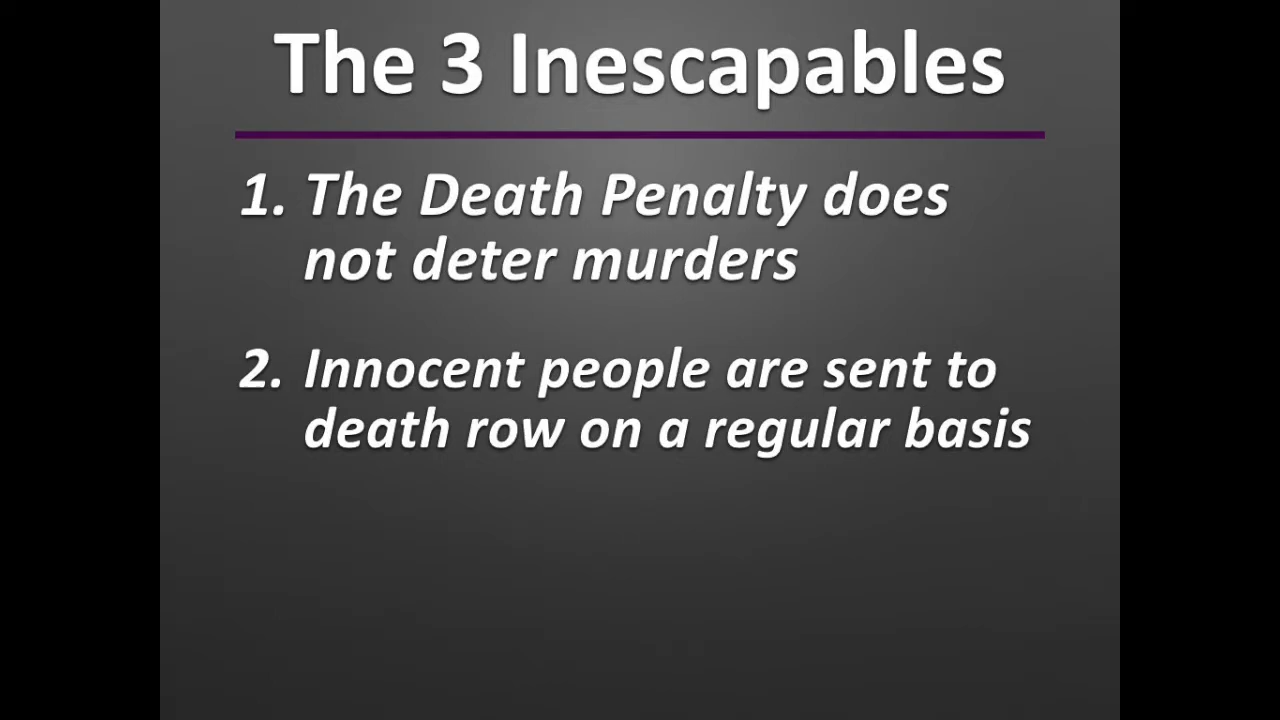 The 3 Inescapables
1. The Death Penalty does
not deter murders
2. Innocent people are sent to
death row on a regular basis